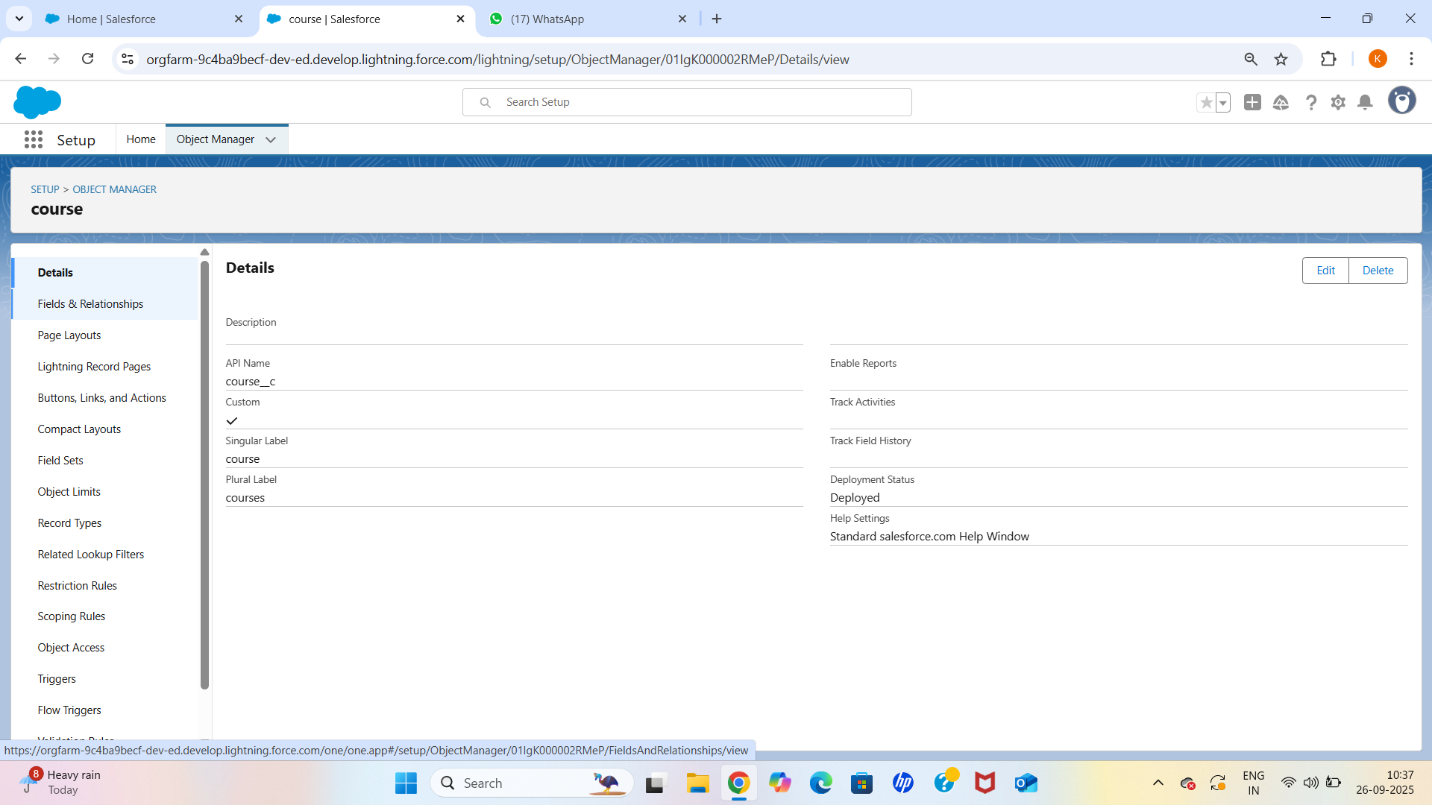 Home | Salesforce
course | Salesforce
(17) WhatsApp
orgfarm-9c4ba9becf-dev-ed.develop.lightning.force.com/lightning/setup/ObjectManager/01IgK000002RMeP/Details/view
K
Search Setup
Setup
Home
Object Manager
SETUP > OBJECT MANAGER
course
Details
Fields & Relationships
Page Layouts
Lightning Record Pages
Buttons, Links, and Actions
Compact Layouts
Field Sets
Object Limits
Record Types
Related Lookup Filters
Restriction Rules
Scoping Rules
Object Access
Triggers
Flow Triggers
Details
Edit
Delete
Description
API Name
course__c
Custom
Singular Label
course
Plural Label
courses
Enable Reports
Track Activities
Track Field History
Deployment Status
Deployed
Help Settings
Standard salesforce.com Help Window
https://orgfarm-9c4ba9becf-dev-ed.develop.lightning.force.com/one/one.app#/setup/ObjectManager/01IgK000002RMeP/FieldsAndRelationships/view
8
Heavy rain
Today
Search
hp
ENG
IN
10:37
26-09-2025